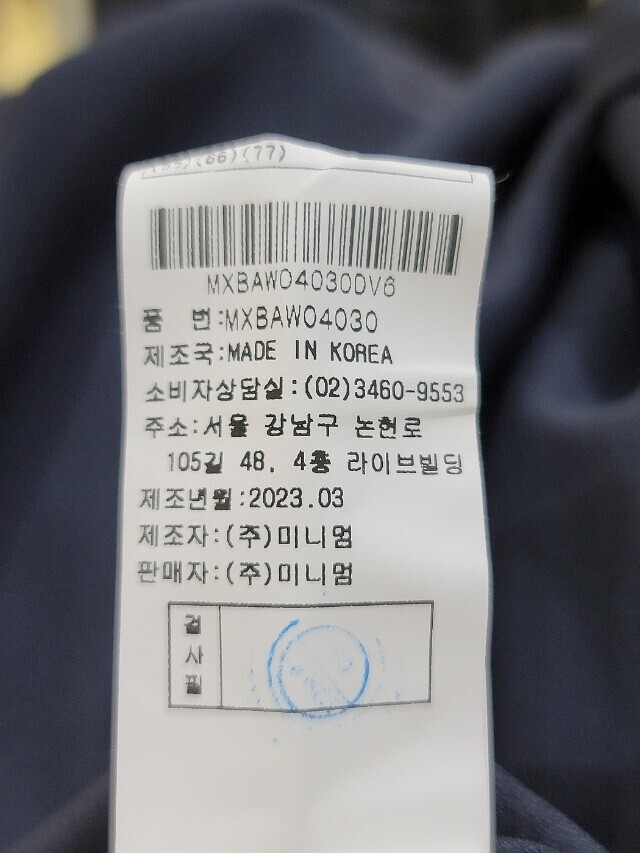 (66)(77)
MXBAW04030DV6
품 번:MXBAW04030
제조국:MADE IN KOREA
소비자상담실:(02)3460-9553
주소:서울 강남구 논현로
105길 48, 4층 라이브빌딩
제조년월:2023.03
제조자:(주)미니멈
판매자:(주)미니멈
검
사
필